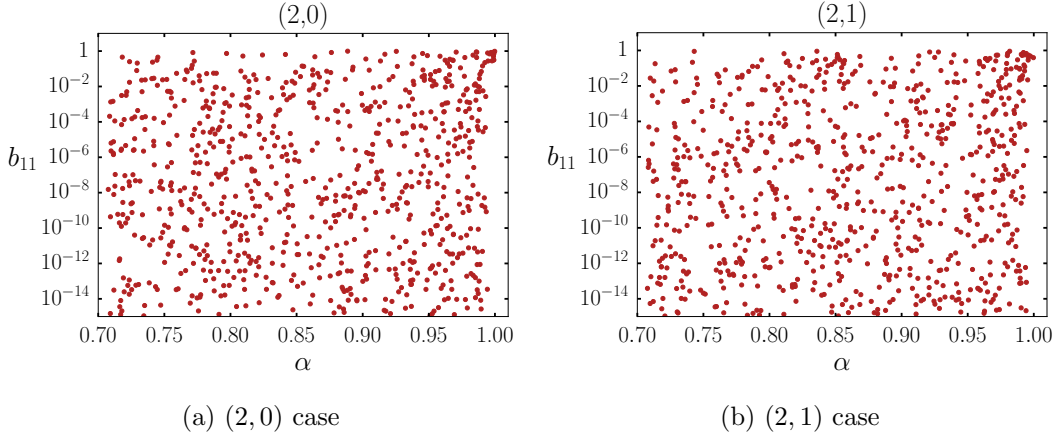 (2,0)
1
10⁻²
10⁻⁴
10⁻⁶
10⁻⁸
10⁻¹⁰
10⁻¹²
10⁻¹⁴
b₁₁
0.70 0.75 0.80 0.85 0.90 0.95 1.00
α
(a) (2, 0) case
(2,1)
1
10⁻²
10⁻⁴
10⁻⁶
10⁻⁸
10⁻¹⁰
10⁻¹²
10⁻¹⁴
b₁₁
0.70 0.75 0.80 0.85 0.90 0.95 1.00
α
(b) (2, 1) case